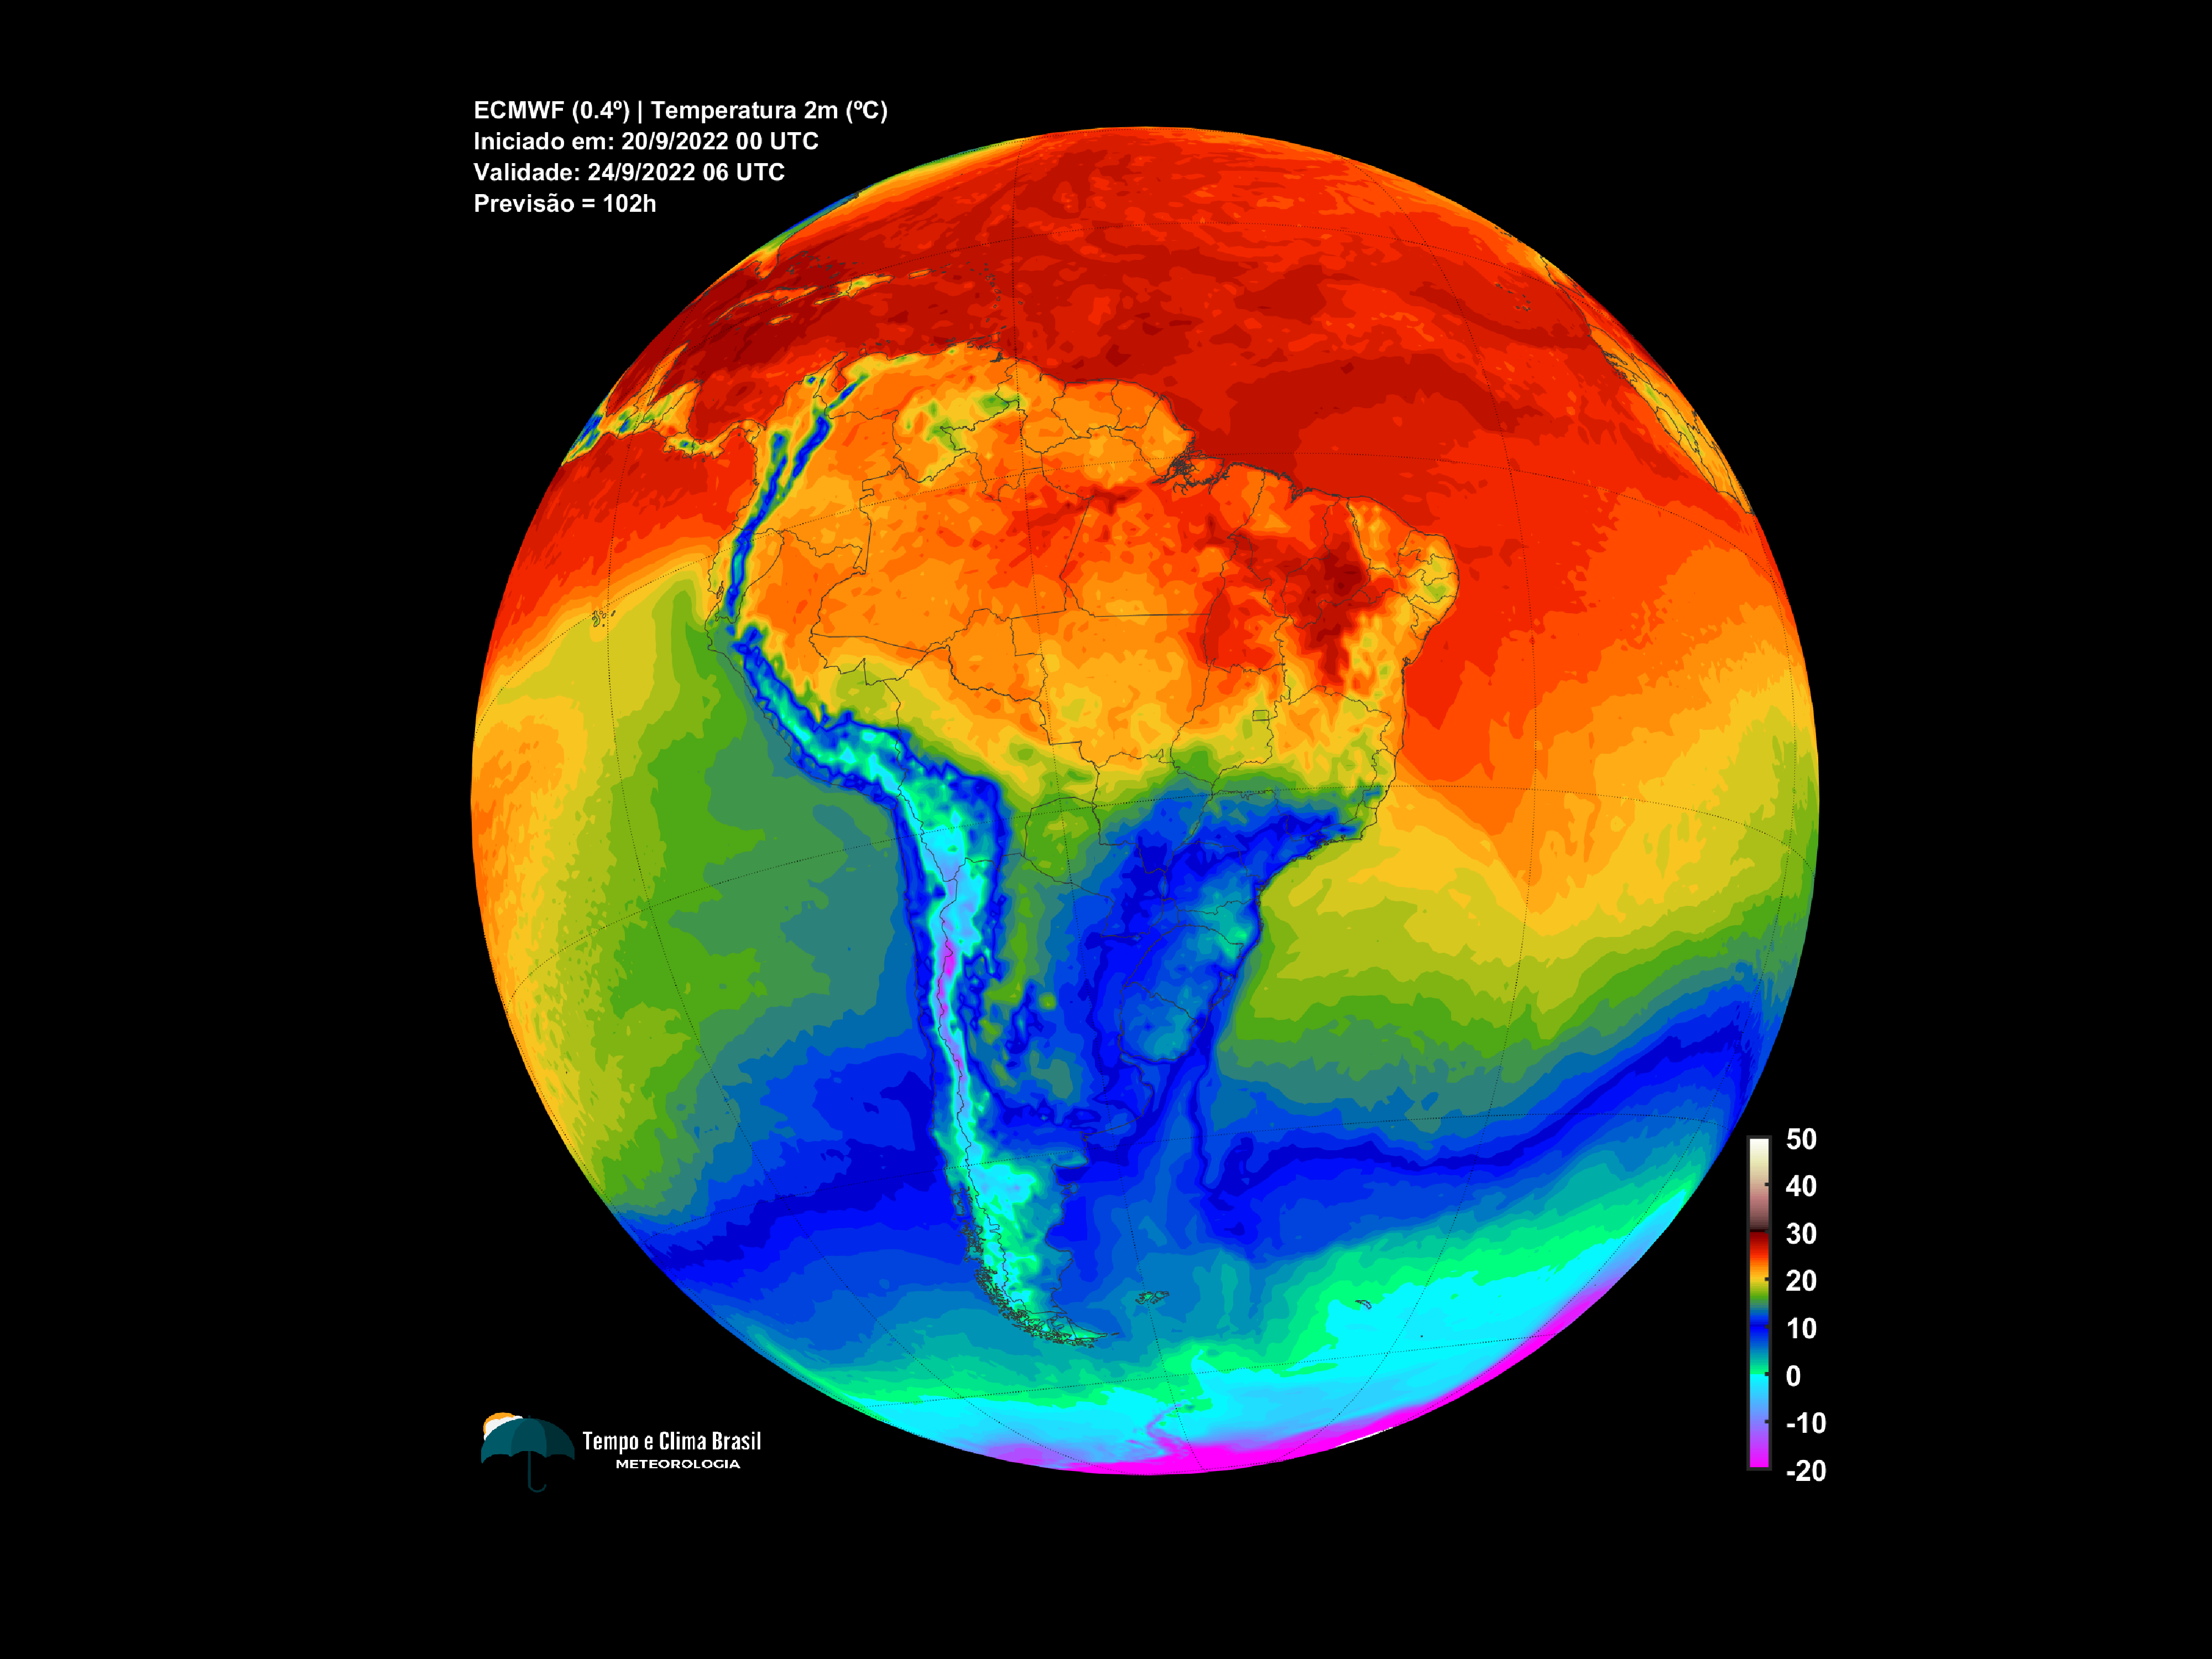 ECMWF (0.4º) | Temperatura 2m (ºC)
Iniciado em: 20/9/2022 00 UTC
Validade: 24/9/2022 06 UTC
Previsão = 102h
50
40
30
20
10
0
-10
-20
Tempo e Clima Brasil
METEOROLOGIA